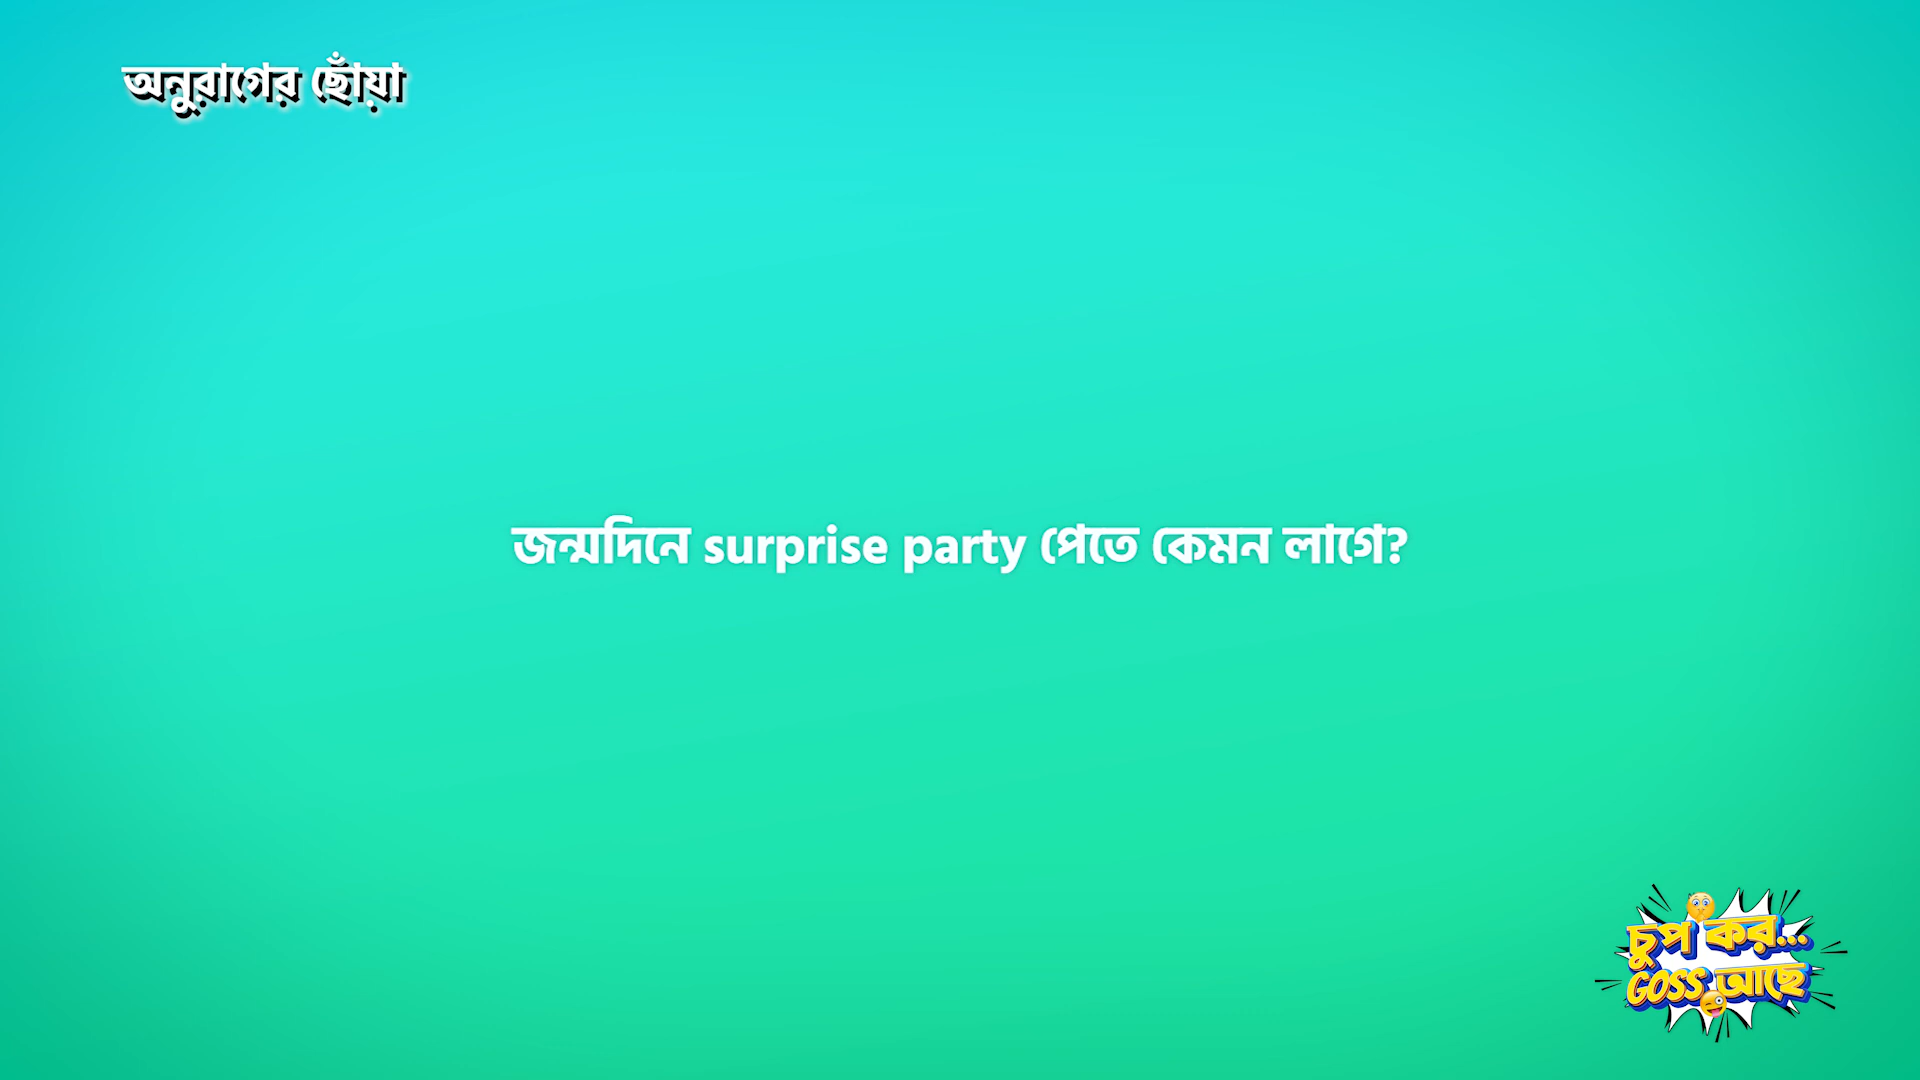 অনুরাগের ছোঁয়া
জন্মদিনে surprise party পেতে কেমন লাগে?
চুপ কর...
GOSS আছে